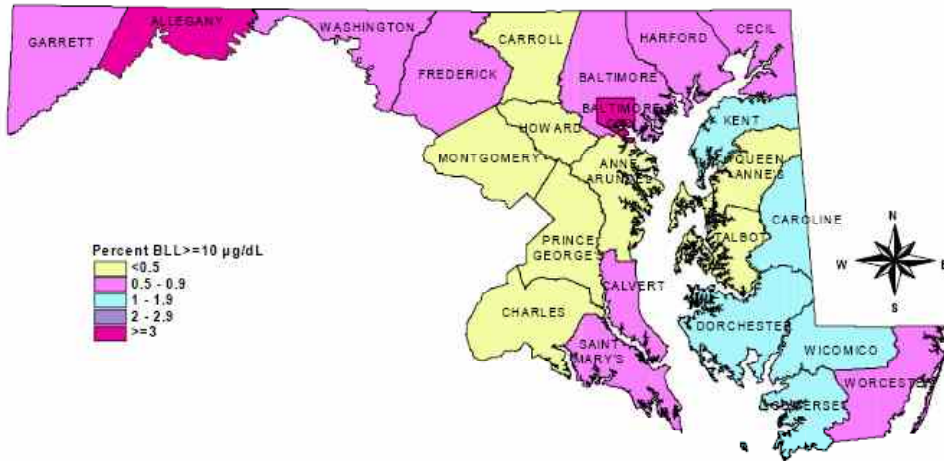 GARRETT
ALLEGANY
WASHINGTON
FREDERICK
CARROLL
BALTIMORE
HARFORD
CECIL
BALTIMORE
HOWARD
MONTGOMERY
ANNE
ARUNDEL
KENT
QUEEN
ANNE'S
CAROLINE
TALBOT
PRINCE
GEORGE'S
CALVERT
CHARLES
SAINT
MARY'S
DORCHESTER
WICOMICO
WORCESTER
SOMERSET
N
W
E
S
Percent BLL>=10 µg/dL
<0.5
0.5 - 0.9
1 - 1.9
2 - 2.9
>=3